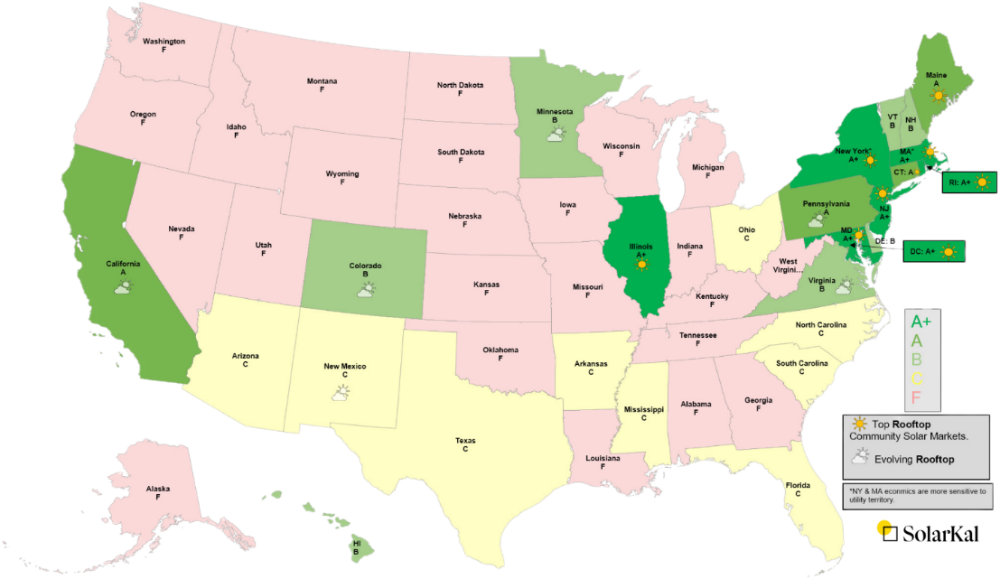 Washington
F
Oregon
F
Idaho
F
Montana
F
North Dakota
F
South Dakota
F
Minnesota
B
Wisconsin
F
Michigan
F
Wyoming
F
Nebraska
F
Iowa
F
Nevada
F
Utah
F
California
A
Colorado
B
Kansas
F
Missouri
F
Illinois
A+
Indiana
F
Ohio
C
Kentucky
F
West
Virgini...
F
Virginia
B
Pennsylvania
A
New York*
A+
VT
B
NH
B
Maine
A
MA*
A+
CT: A
RI: A+
NJ
A+
MD
A+
DE: B
DC: A+
Arizona
C
New Mexico
C
Oklahoma
F
Texas
C
Arkansas
C
Louisiana
F
Mississippi
C
Tennessee
F
Alabama
F
Georgia
F
North Carolina
C
South Carolina
C
Florida
C
Alaska
F
HI
B
A+
A
B
C
F
Top Rooftop
Community Solar Markets.
Evolving Rooftop
*NY & MA econmics are more sensitive to
utility territory.
SolarKal